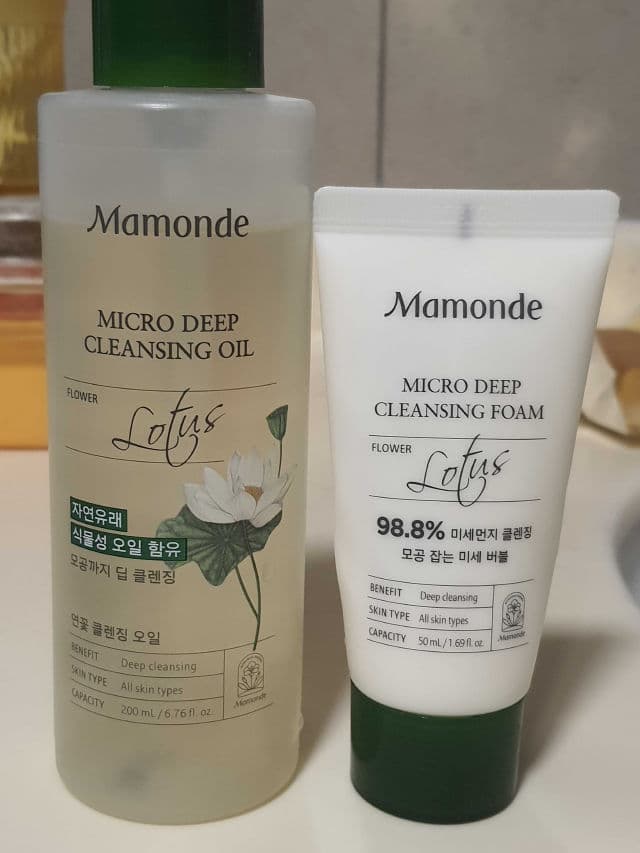 Mamonde
MICRO DEEP
CLEANSING OIL
FLOWER
Lotus
자연유래
식물성 오일 함유
모공까지 딥 클렌징
연꽃 클렌징 오일
BENEFIT Deep cleansing
SKIN TYPE All skin types
CAPACITY 200 mL / 6.76 fl. oz.
Mamonde
Mamonde
MICRO DEEP
CLEANSING FOAM
FLOWER
Lotus
98.8% 미세먼지 클렌징
모공 잡는 미세 버블
BENEFIT Deep cleansing
SKIN TYPE All skin types
CAPACITY 50 mL / 1.69 fl. oz.
Mamonde